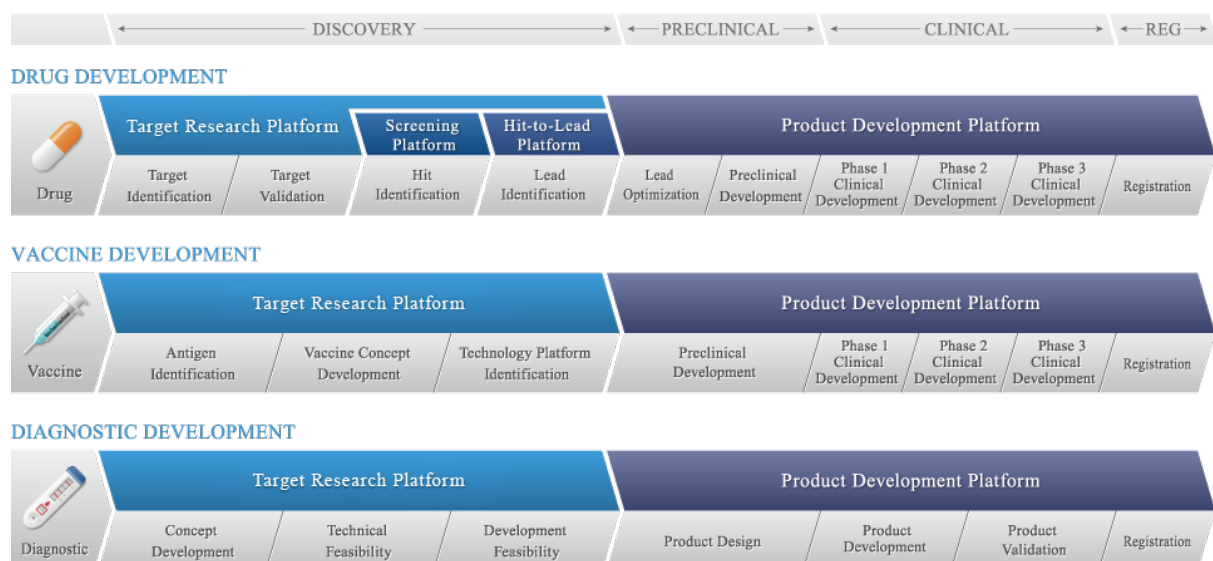 DISCOVERY PRECLINICAL CLINICAL REG
DRUG DEVELOPMENT
Drug
Target Research Platform
Screening
Platform
Hit-to-Lead
Platform
Product Development Platform
Target
Identification
Target
Validation
Hit
Identification
Lead
Identification
Lead
Optimization
Preclinical
Development
Phase 1
Clinical
Development
Phase 2
Clinical
Development
Phase 3
Clinical
Development
Registration
VACCINE DEVELOPMENT
Vaccine
Target Research Platform
Product Development Platform
Antigen
Identification
Vaccine Concept
Development
Technology Platform
Identification
Preclinical
Development
Phase 1
Clinical
Development
Phase 2
Clinical
Development
Phase 3
Clinical
Development
Registration
DIAGNOSTIC DEVELOPMENT
Diagnostic
Target Research Platform
Product Development Platform
Concept
Development
Technical
Feasibility
Development
Feasibility
Product Design
Product
Development
Product
Validation
Registration